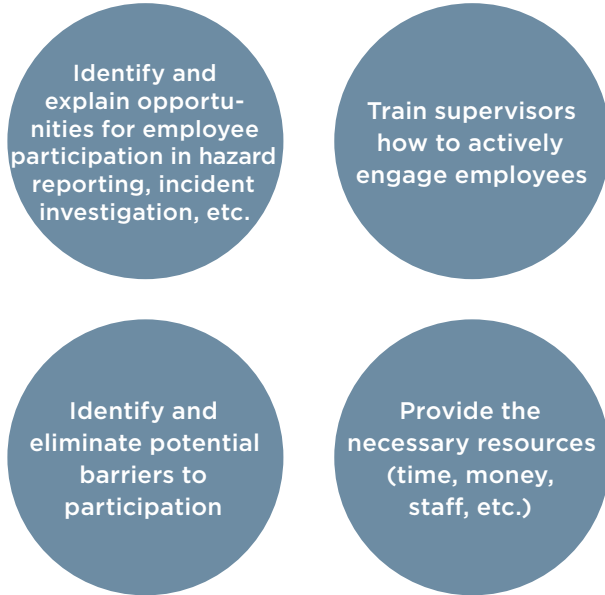 Identify and
explain opportu-
nities for employee
participation in hazard
reporting, incident
investigation, etc.
Train supervisors
how to actively
engage employees
Identify and
eliminate potential
barriers to
participation
Provide the
necessary resources
(time, money,
staff, etc.)